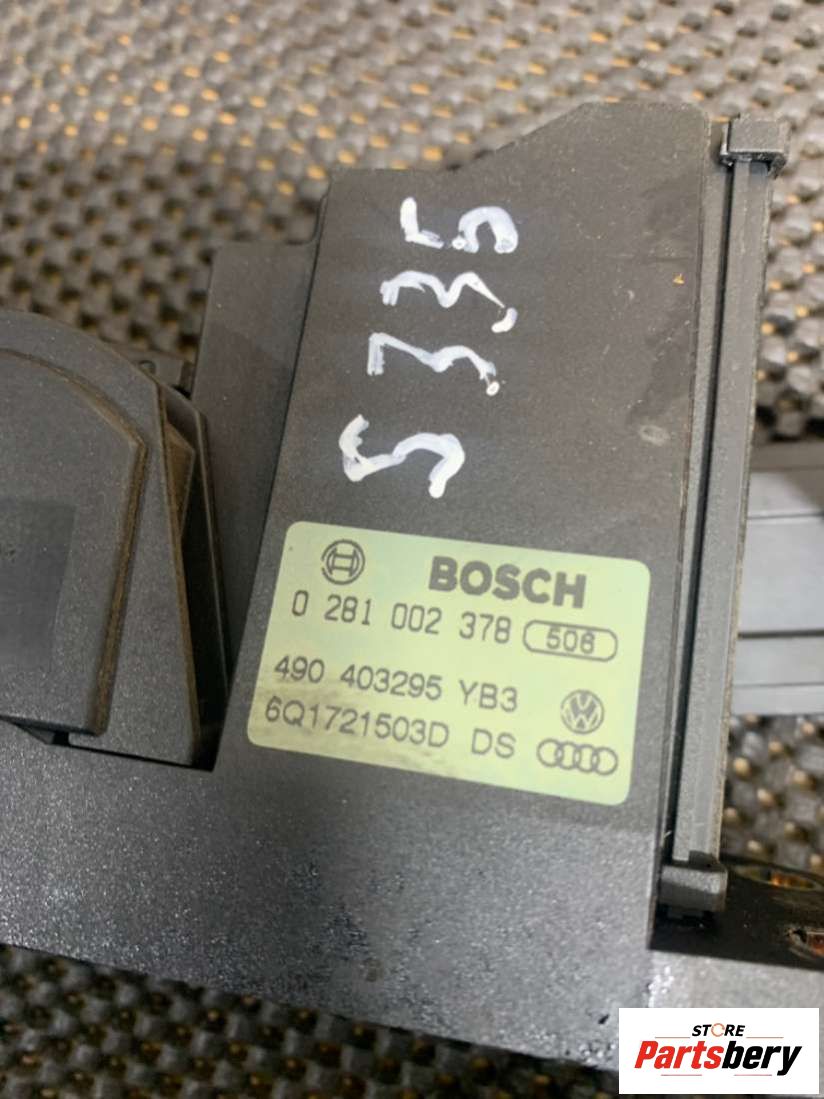 5335
BOSCH
0 281 002 378 506
490 403295 YB3
6Q1721503D DS
STORE
Partsbery